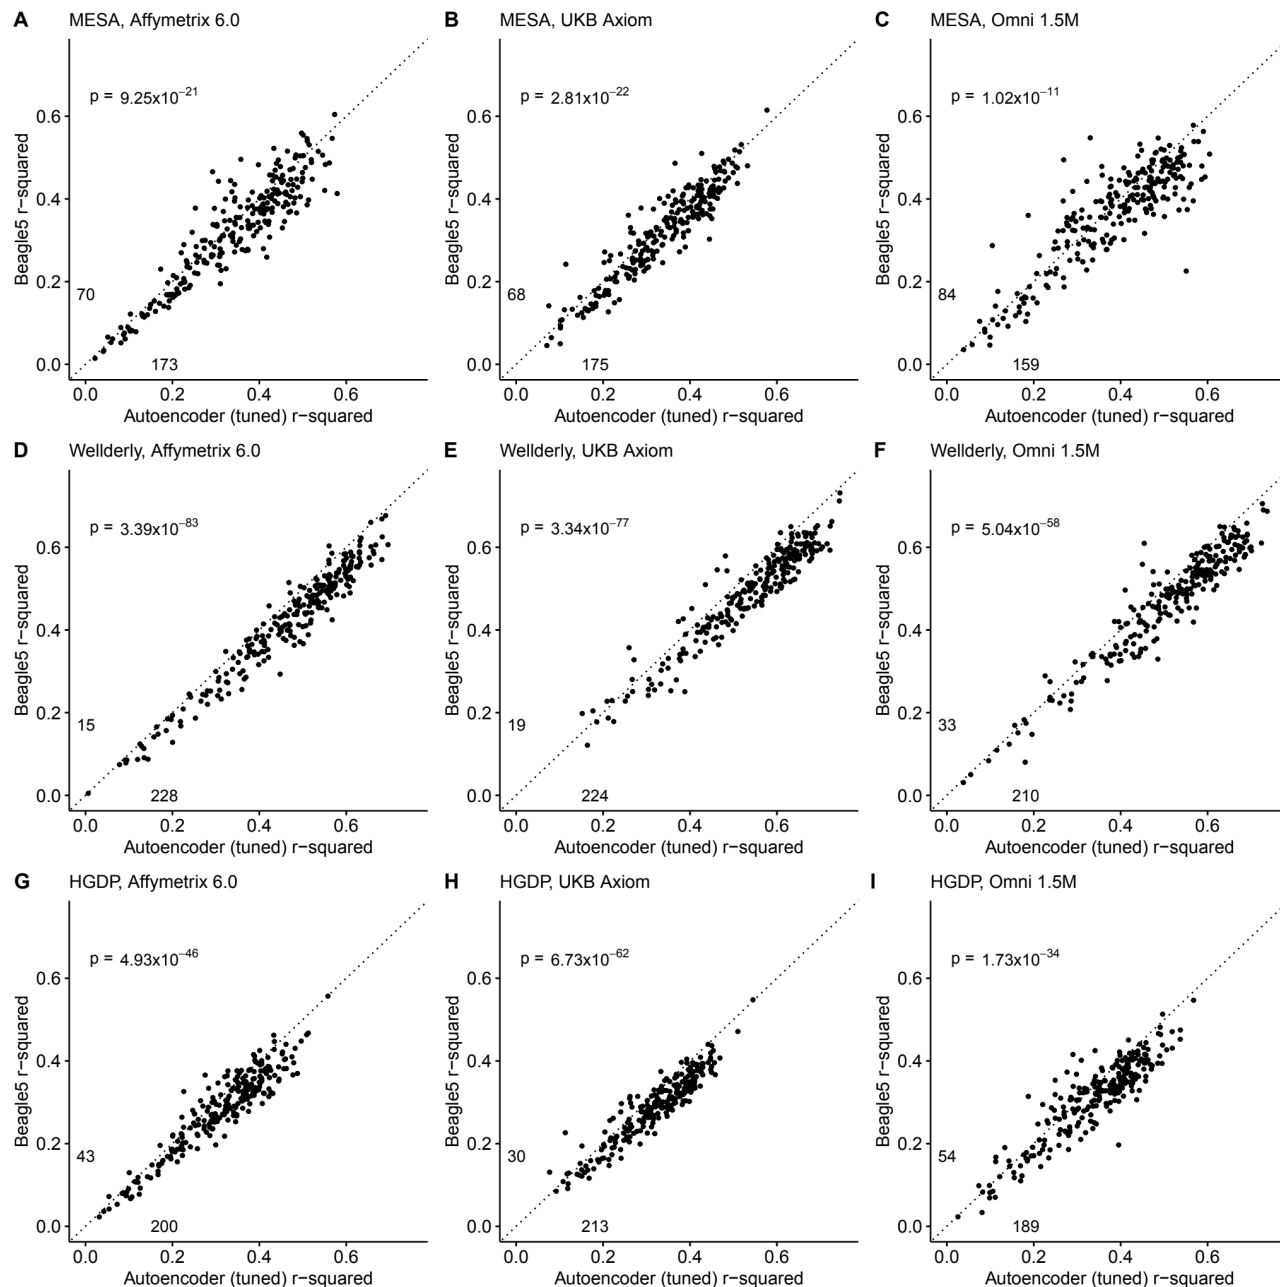 A MESA, Affymetrix 6.0
p = 9.25x10−21
Beagle5 r−squared
0.6
0.4
0.2
0.0
70
173
0.0 0.2 0.4 0.6
Autoencoder (tuned) r−squared
B MESA, UKB Axiom
p = 2.81x10−22
Beagle5 r−squared
0.6
0.4
0.2
0.0
68
175
0.0 0.2 0.4 0.6
Autoencoder (tuned) r−squared
C MESA, Omni 1.5M
p = 1.02x10−11
Beagle5 r−squared
0.6
0.4
0.2
0.0
84
159
0.0 0.2 0.4 0.6
Autoencoder (tuned) r−squared
D Wellderly, Affymetrix 6.0
p = 3.39x10−83
Beagle5 r−squared
0.6
0.4
0.2
0.0
15
228
0.0 0.2 0.4 0.6
Autoencoder (tuned) r−squared
E Wellderly, UKB Axiom
p = 3.34x10−77
Beagle5 r−squared
0.6
0.4
0.2
0.0
19
224
0.0 0.2 0.4 0.6
Autoencoder (tuned) r−squared
F Wellderly, Omni 1.5M
p = 5.04x10−58
Beagle5 r−squared
0.6
0.4
0.2
0.0
33
210
0.0 0.2 0.4 0.6
Autoencoder (tuned) r−squared
G HGDP, Affymetrix 6.0
p = 4.93x10−46
Beagle5 r−squared
0.6
0.4
0.2
0.0
43
200
0.0 0.2 0.4 0.6
Autoencoder (tuned) r−squared
H HGDP, UKB Axiom
p = 6.73x10−62
Beagle5 r−squared
0.6
0.4
0.2
0.0
30
213
0.0 0.2 0.4 0.6
Autoencoder (tuned) r−squared
I HGDP, Omni 1.5M
p = 1.73x10−34
Beagle5 r−squared
0.6
0.4
0.2
0.0
54
189
0.0 0.2 0.4 0.6
Autoencoder (tuned) r−squared